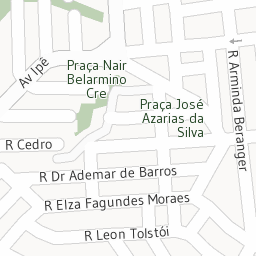 Praça Nair
Belarmino
Cre
Av Ipê
Praça José
Azarias da
Silva
R Arminda Beranger
R Cedro
R Dr Ademar de Barros
R Elza Fagundes Moraes
R Leon Tolstói